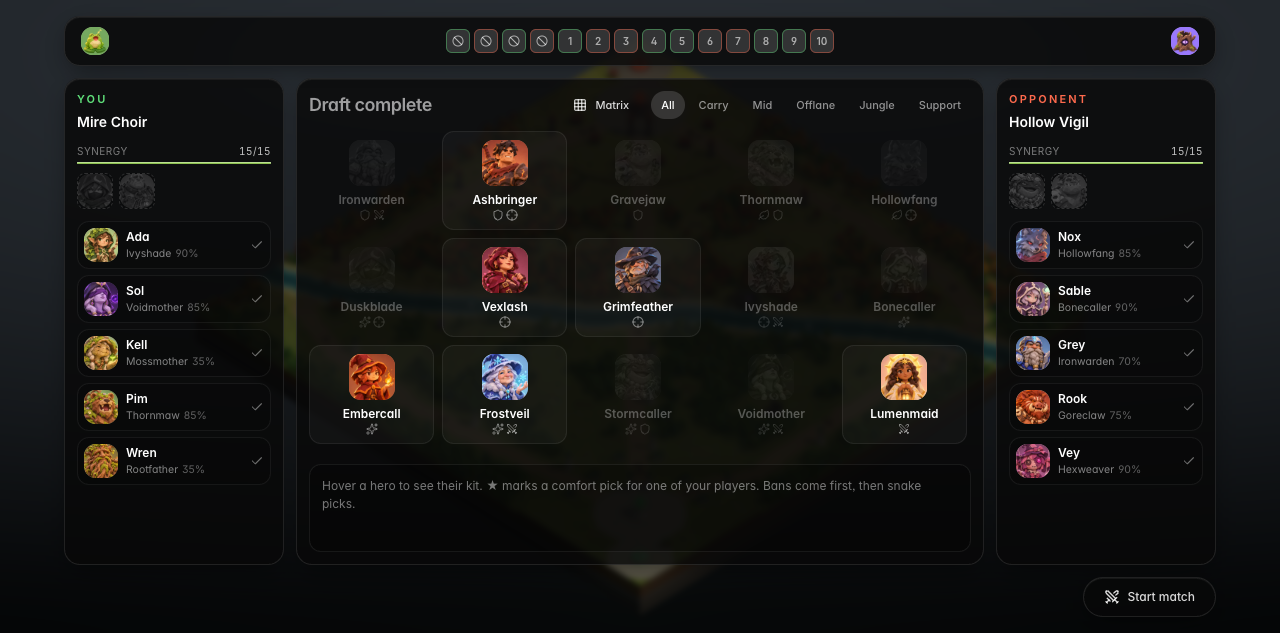 1 2 3 4 5 6 7 8 9 10
YOU
Mire Choir
SYNERGY 15/15
Ada
Ivyshade 90%
Sol
Voidmother 85%
Kell
Mossmother 35%
Pim
Thornmaw 85%
Wren
Rootfather 35%
Draft complete
Matrix All Carry Mid Offlane Jungle Support
Ironwarden Ashbringer Gravejaw Thornmaw Hollowfang
Duskblade Vexlash Grimfeather Ivyshade Bonecaller
Embercall Frostveil Stormcaller Voidmother Lumenmaid
Hover a hero to see their kit. ★ marks a comfort pick for one of your players. Bans come first, then snake
picks.
OPPONENT
Hollow Vigil
SYNERGY 15/15
Nox
Hollowfang 85%
Sable
Bonecaller 90%
Grey
Ironwarden 70%
Rook
Goreclaw 75%
Vey
Hexweaver 90%
Start match